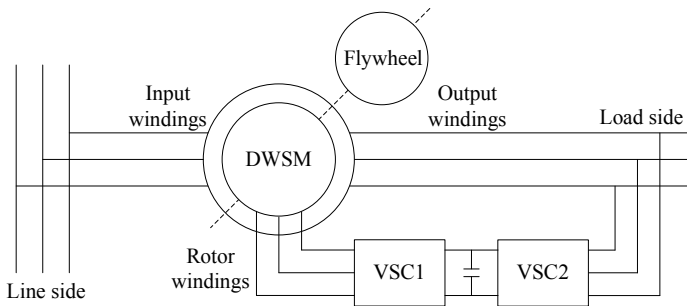 Flywheel
Input
windings
Output
windings
Load side
DWSM
Rotor
windings
VSC1
VSC2
Line side